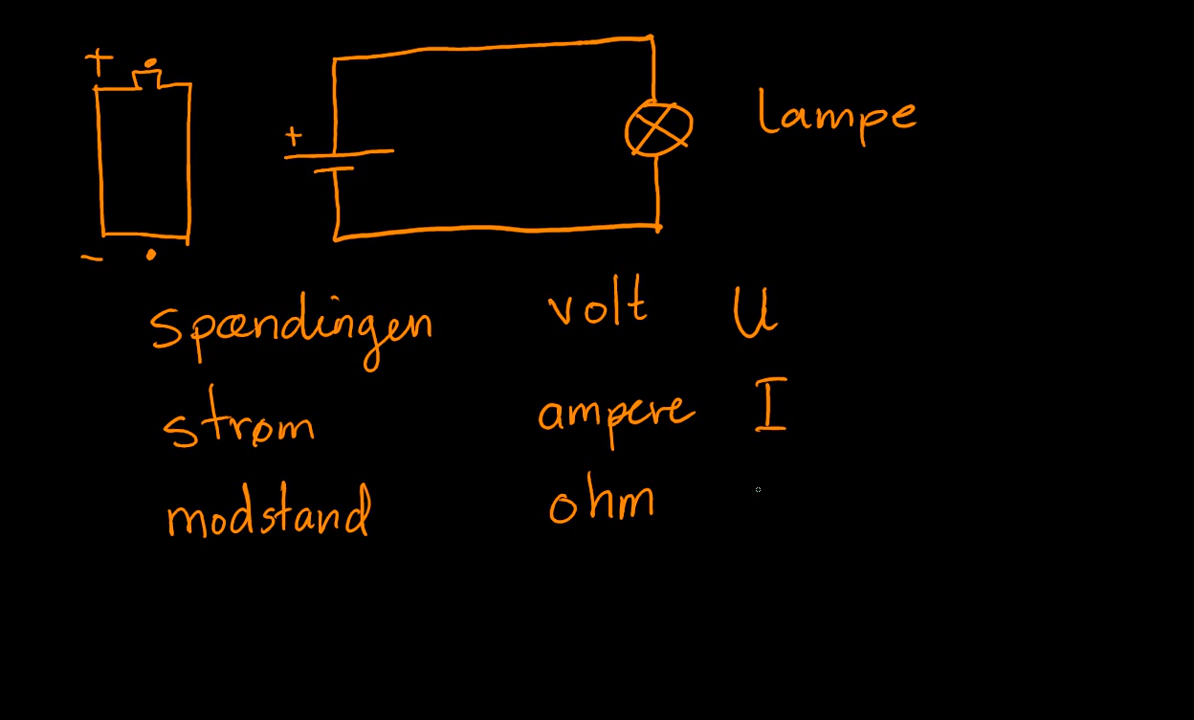 +
+
Lampe
-
spændingen volt U
strøm ampere I
modstand ohm